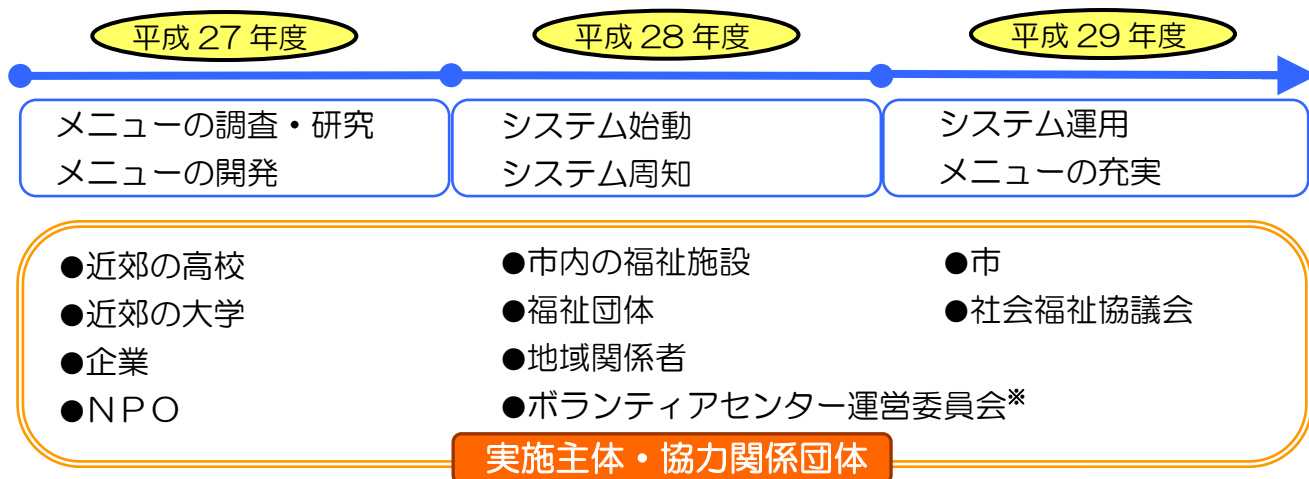 平成27年度
平成28年度
平成29年度
メニューの調査・研究
メニューの開発
システム始動
システム周知
システム運用
メニューの充実
●近郊の高校
●近郊の大学
●企業
●NPO
●市内の福祉施設
●福祉団体
●地域関係者
●ボランティアセンター運営委員会※
●市
●社会福祉協議会
実施主体・協力関係団体